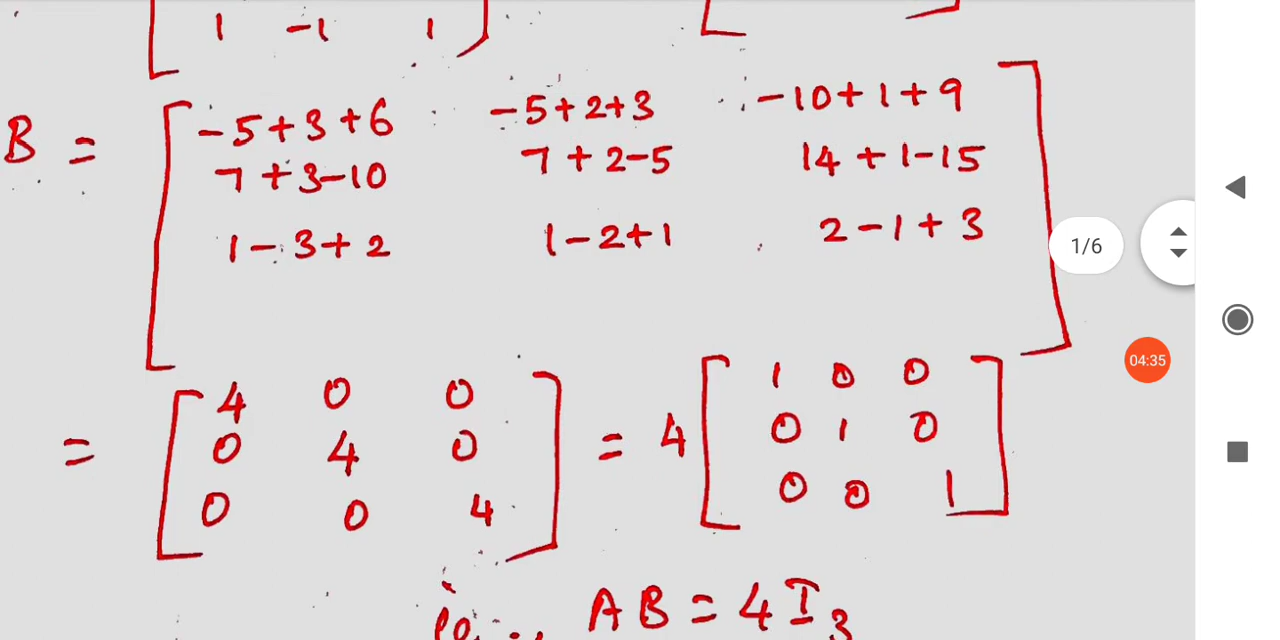 1 -1 1
B = -5+3+6 -5+2+3 -10+1+9
7+3-10 7+2-5 14+1-15
1-3+2 1-2+1 2-1+3
1/6
04:35
= 4 0 0 = 4 1 0 0
0 4 0 0 1 0
0 0 4 0 0 1
AB = 4I₃